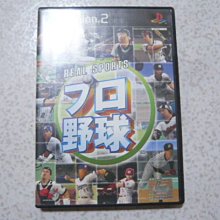 PlayStation 2
REAL SPORTS
プロ
野球